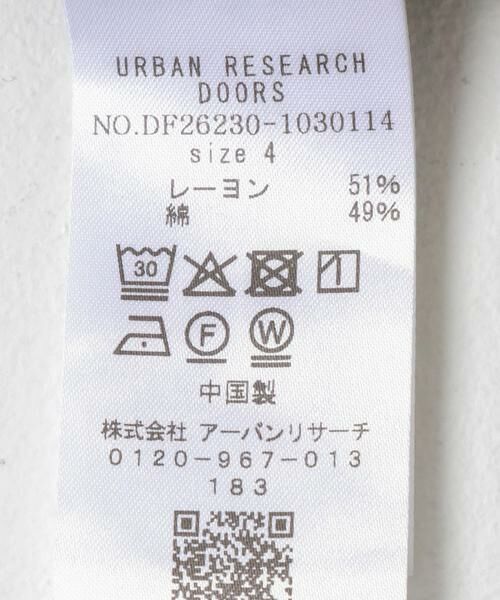 URBAN RESEARCH
DOORS
NO.DF26230-1030114
size 4
レーヨン 51%
綿 49%
30
F W
中国製
株式会社 アーバンリサーチ
0120-967-013
183